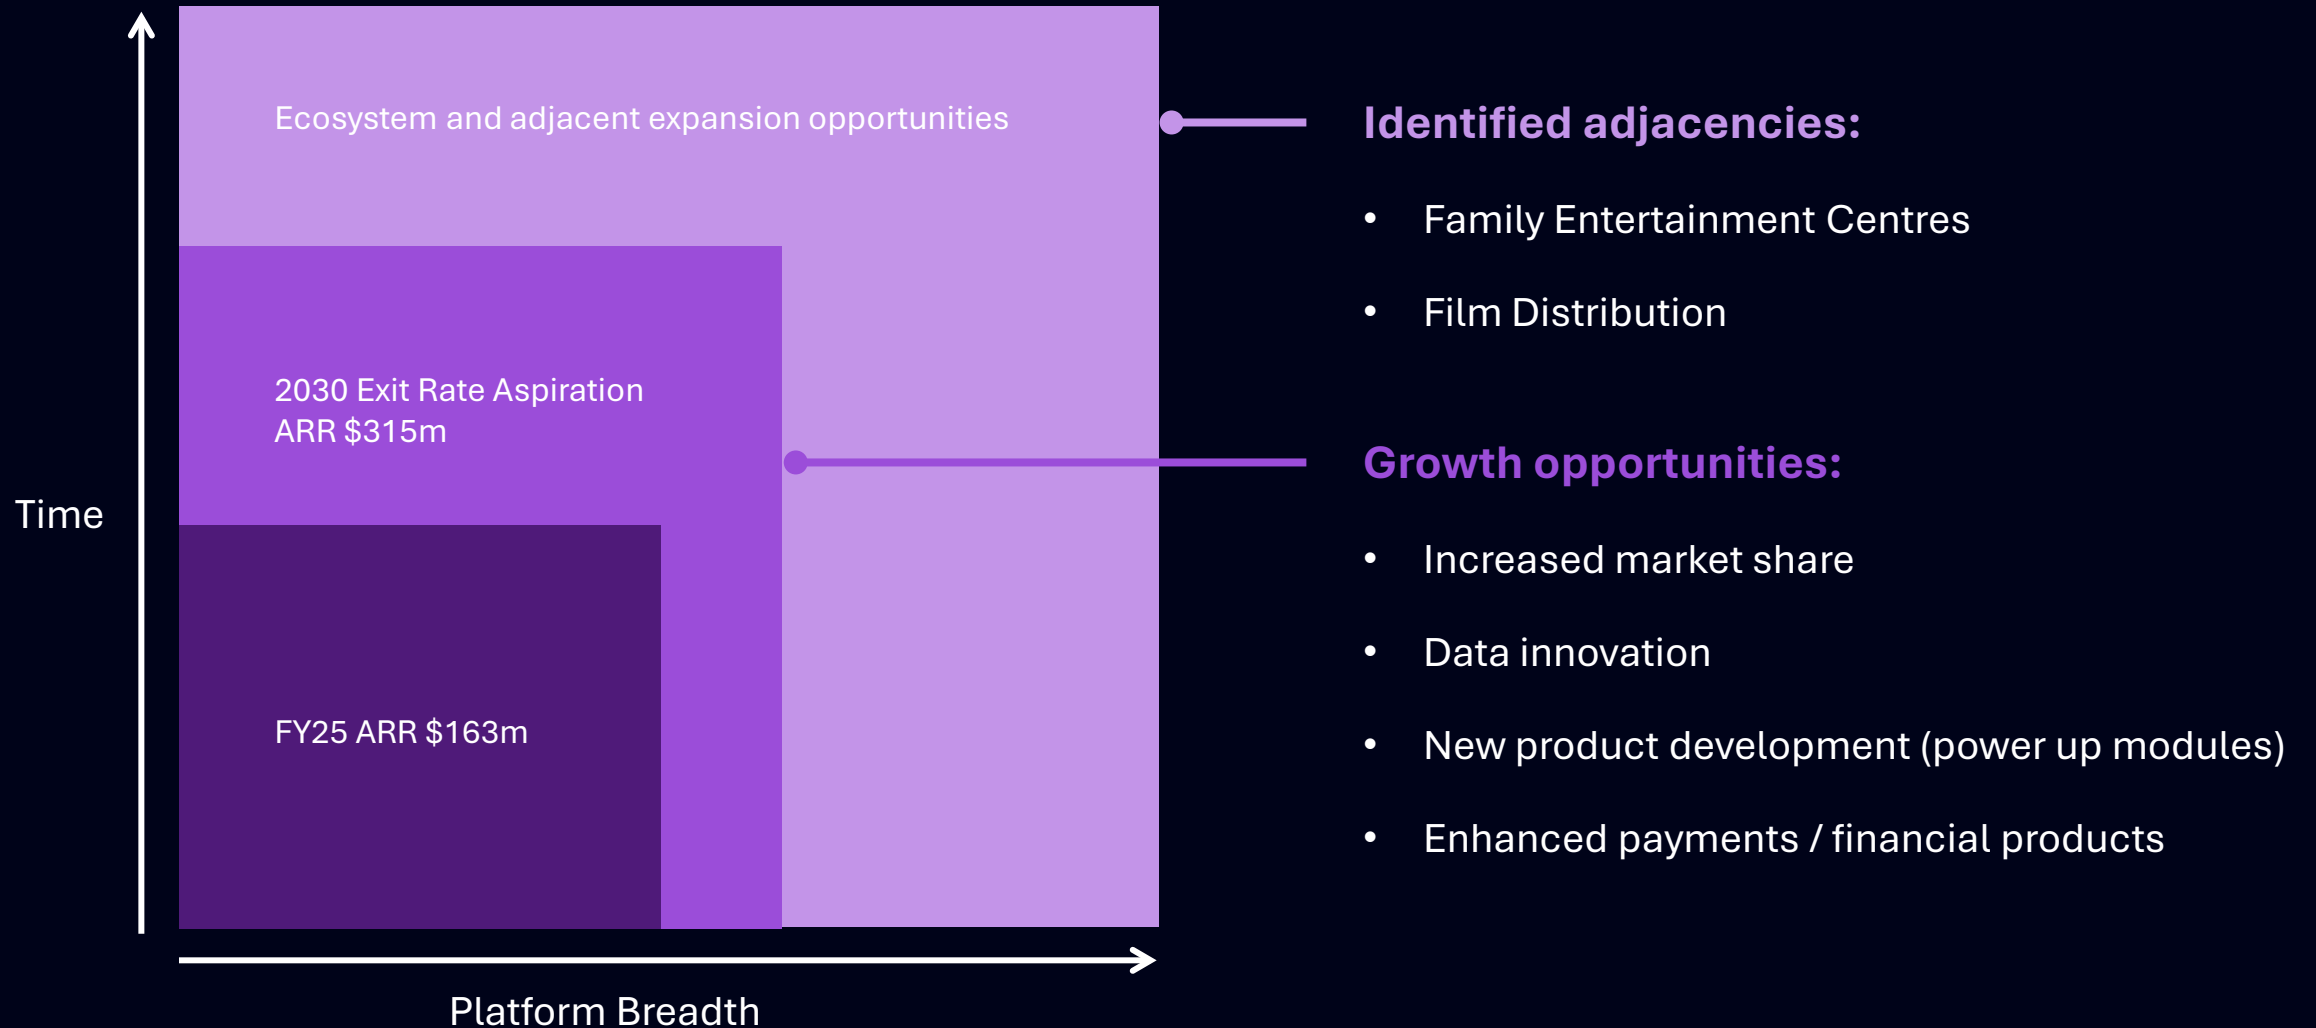 Time
Ecosystem and adjacent expansion opportunities
2030 Exit Rate Aspiration
ARR $315m
FY25 ARR $163m
Platform Breadth
Identified adjacencies:
• Family Entertainment Centres
• Film Distribution
Growth opportunities:
• Increased market share
• Data innovation
• New product development (power up modules)
• Enhanced payments / financial products